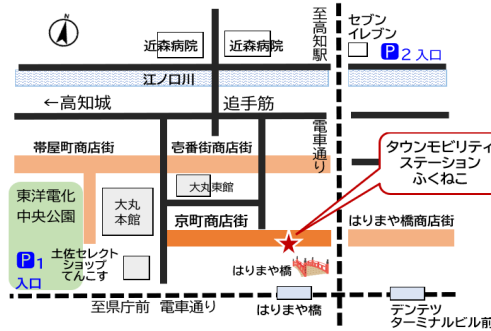 至高知駅
セブン
イレブン
近森病院
近森病院
P 2 入口
江ノ口川
←高知城
追手筋
電車通り
帯屋町商店街
壱番街商店街
タウンモビリティ
ステーション
ふくねこ
東洋電化
中央公園
大丸
本館
大丸東館
京町商店街
はりまや橋商店街
P 1
入口
土佐セレクト
ショップ
てんこす
はりまや橋
至県庁前 電車通り
はりまや橋
デンテツ
ターミナルビル前